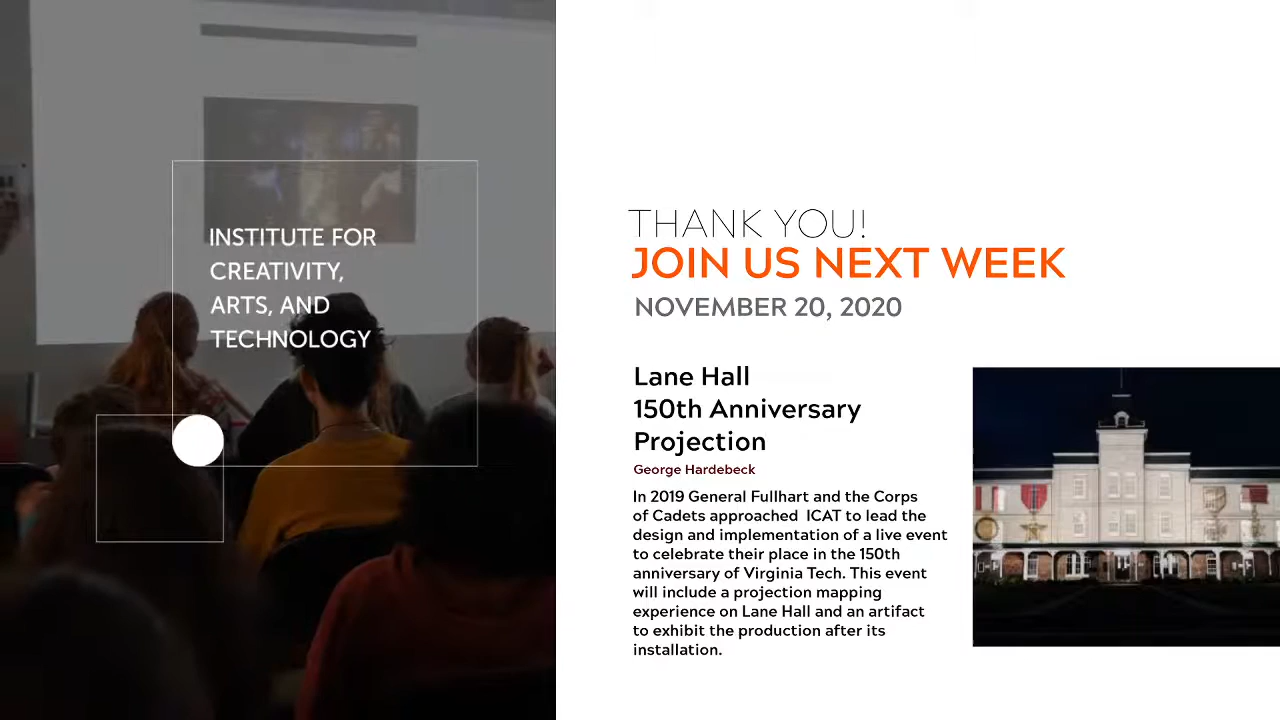 INSTITUTE FOR
CREATIVITY,
ARTS, AND
TECHNOLOGY
THANK YOU!
JOIN US NEXT WEEK
NOVEMBER 20, 2020
Lane Hall
150th Anniversary
Projection
George Hardebeck
In 2019 General Fullhart and the Corps
of Cadets approached ICAT to lead the
design and implementation of a live event
to celebrate their place in the 150th
anniversary of Virginia Tech. This event
will include a projection mapping
experience on Lane Hall and an artifact
to exhibit the production after its
installation.